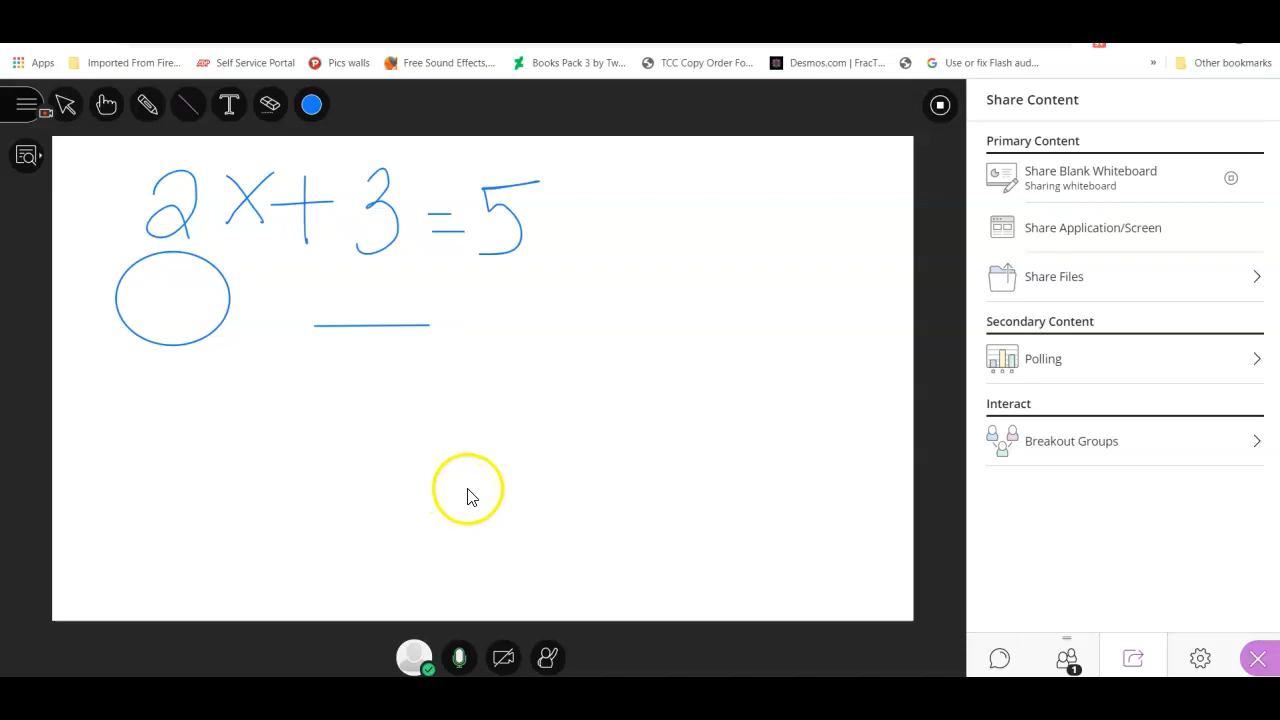 Apps Imported From Fire... Self Service Portal Pics walls Free Sound Effects,... Books Pack 3 by Tw... TCC Copy Order Fo... Desmos.com | FracT... Use or fix Flash aud... » Other bookmarks
T
Share Content
Primary Content
Share Blank Whiteboard
Sharing whiteboard
Share Application/Screen
Share Files
Secondary Content
Polling
Interact
Breakout Groups
2x+3=5
1